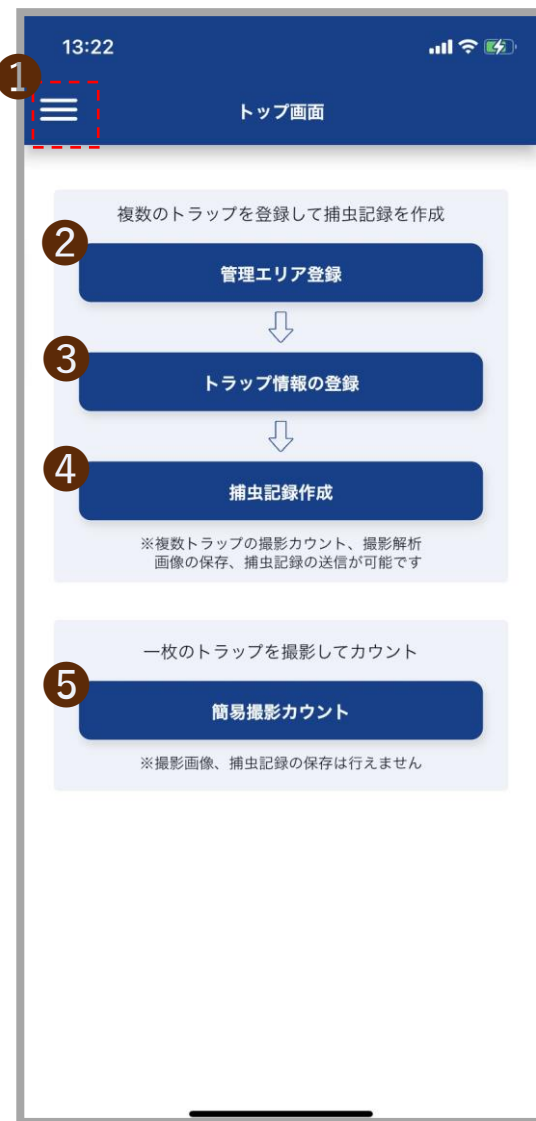 13:22
1
トップ画面
複数のトラップを登録して捕虫記録を作成
2
管理エリア登録
3
トラップ情報の登録
4
捕虫記録作成
※複数トラップの撮影カウント、撮影解析
画像の保存、捕虫記録の送信が可能です
一枚のトラップを撮影してカウント
5
簡易撮影カウント
※撮影画像、捕虫記録の保存は行えません